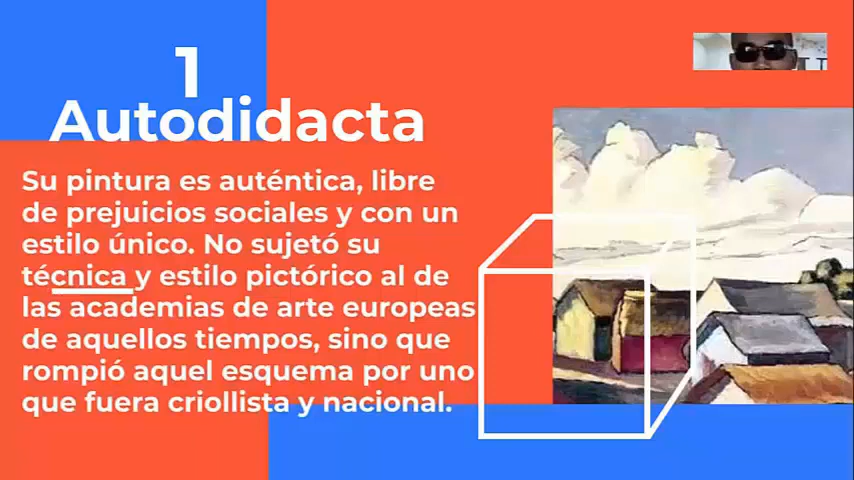 1
Autodidacta
Su pintura es auténtica, libre
de prejuicios sociales y con un
estilo único. No sujetó su
técnica y estilo pictórico al de
las academias de arte europeas
de aquellos tiempos, sino que
rompió aquel esquema por uno
que fuera criollista y nacional.